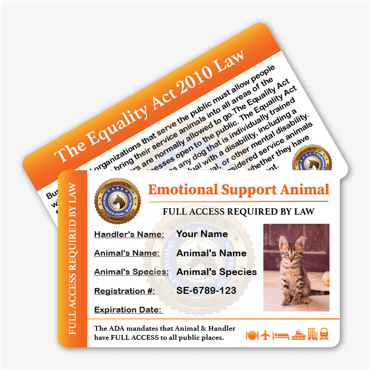 The Equality Act 2010 Law
organizations that serve the public must allow people
bring their service animals into all areas of the
are normally allowed to go. The Equality Act
businesses open to the public. The Equality Act
as any dog that is individually trained
with a disability, including a
or other mental disability.
considered service animals
whether they have
Emotional Support Animal
FULL ACCESS REQUIRED BY LAW
FULL ACCESS REQUIRED BY LAW
Handler's Name: Your Name
Animal's Name: Animal's Name
Animal's Species: Animal's Species
Registration #: SE-6789-123
Expiration Date:
The ADA mandates that Animal & Handler
have FULL ACCESS to all public places.